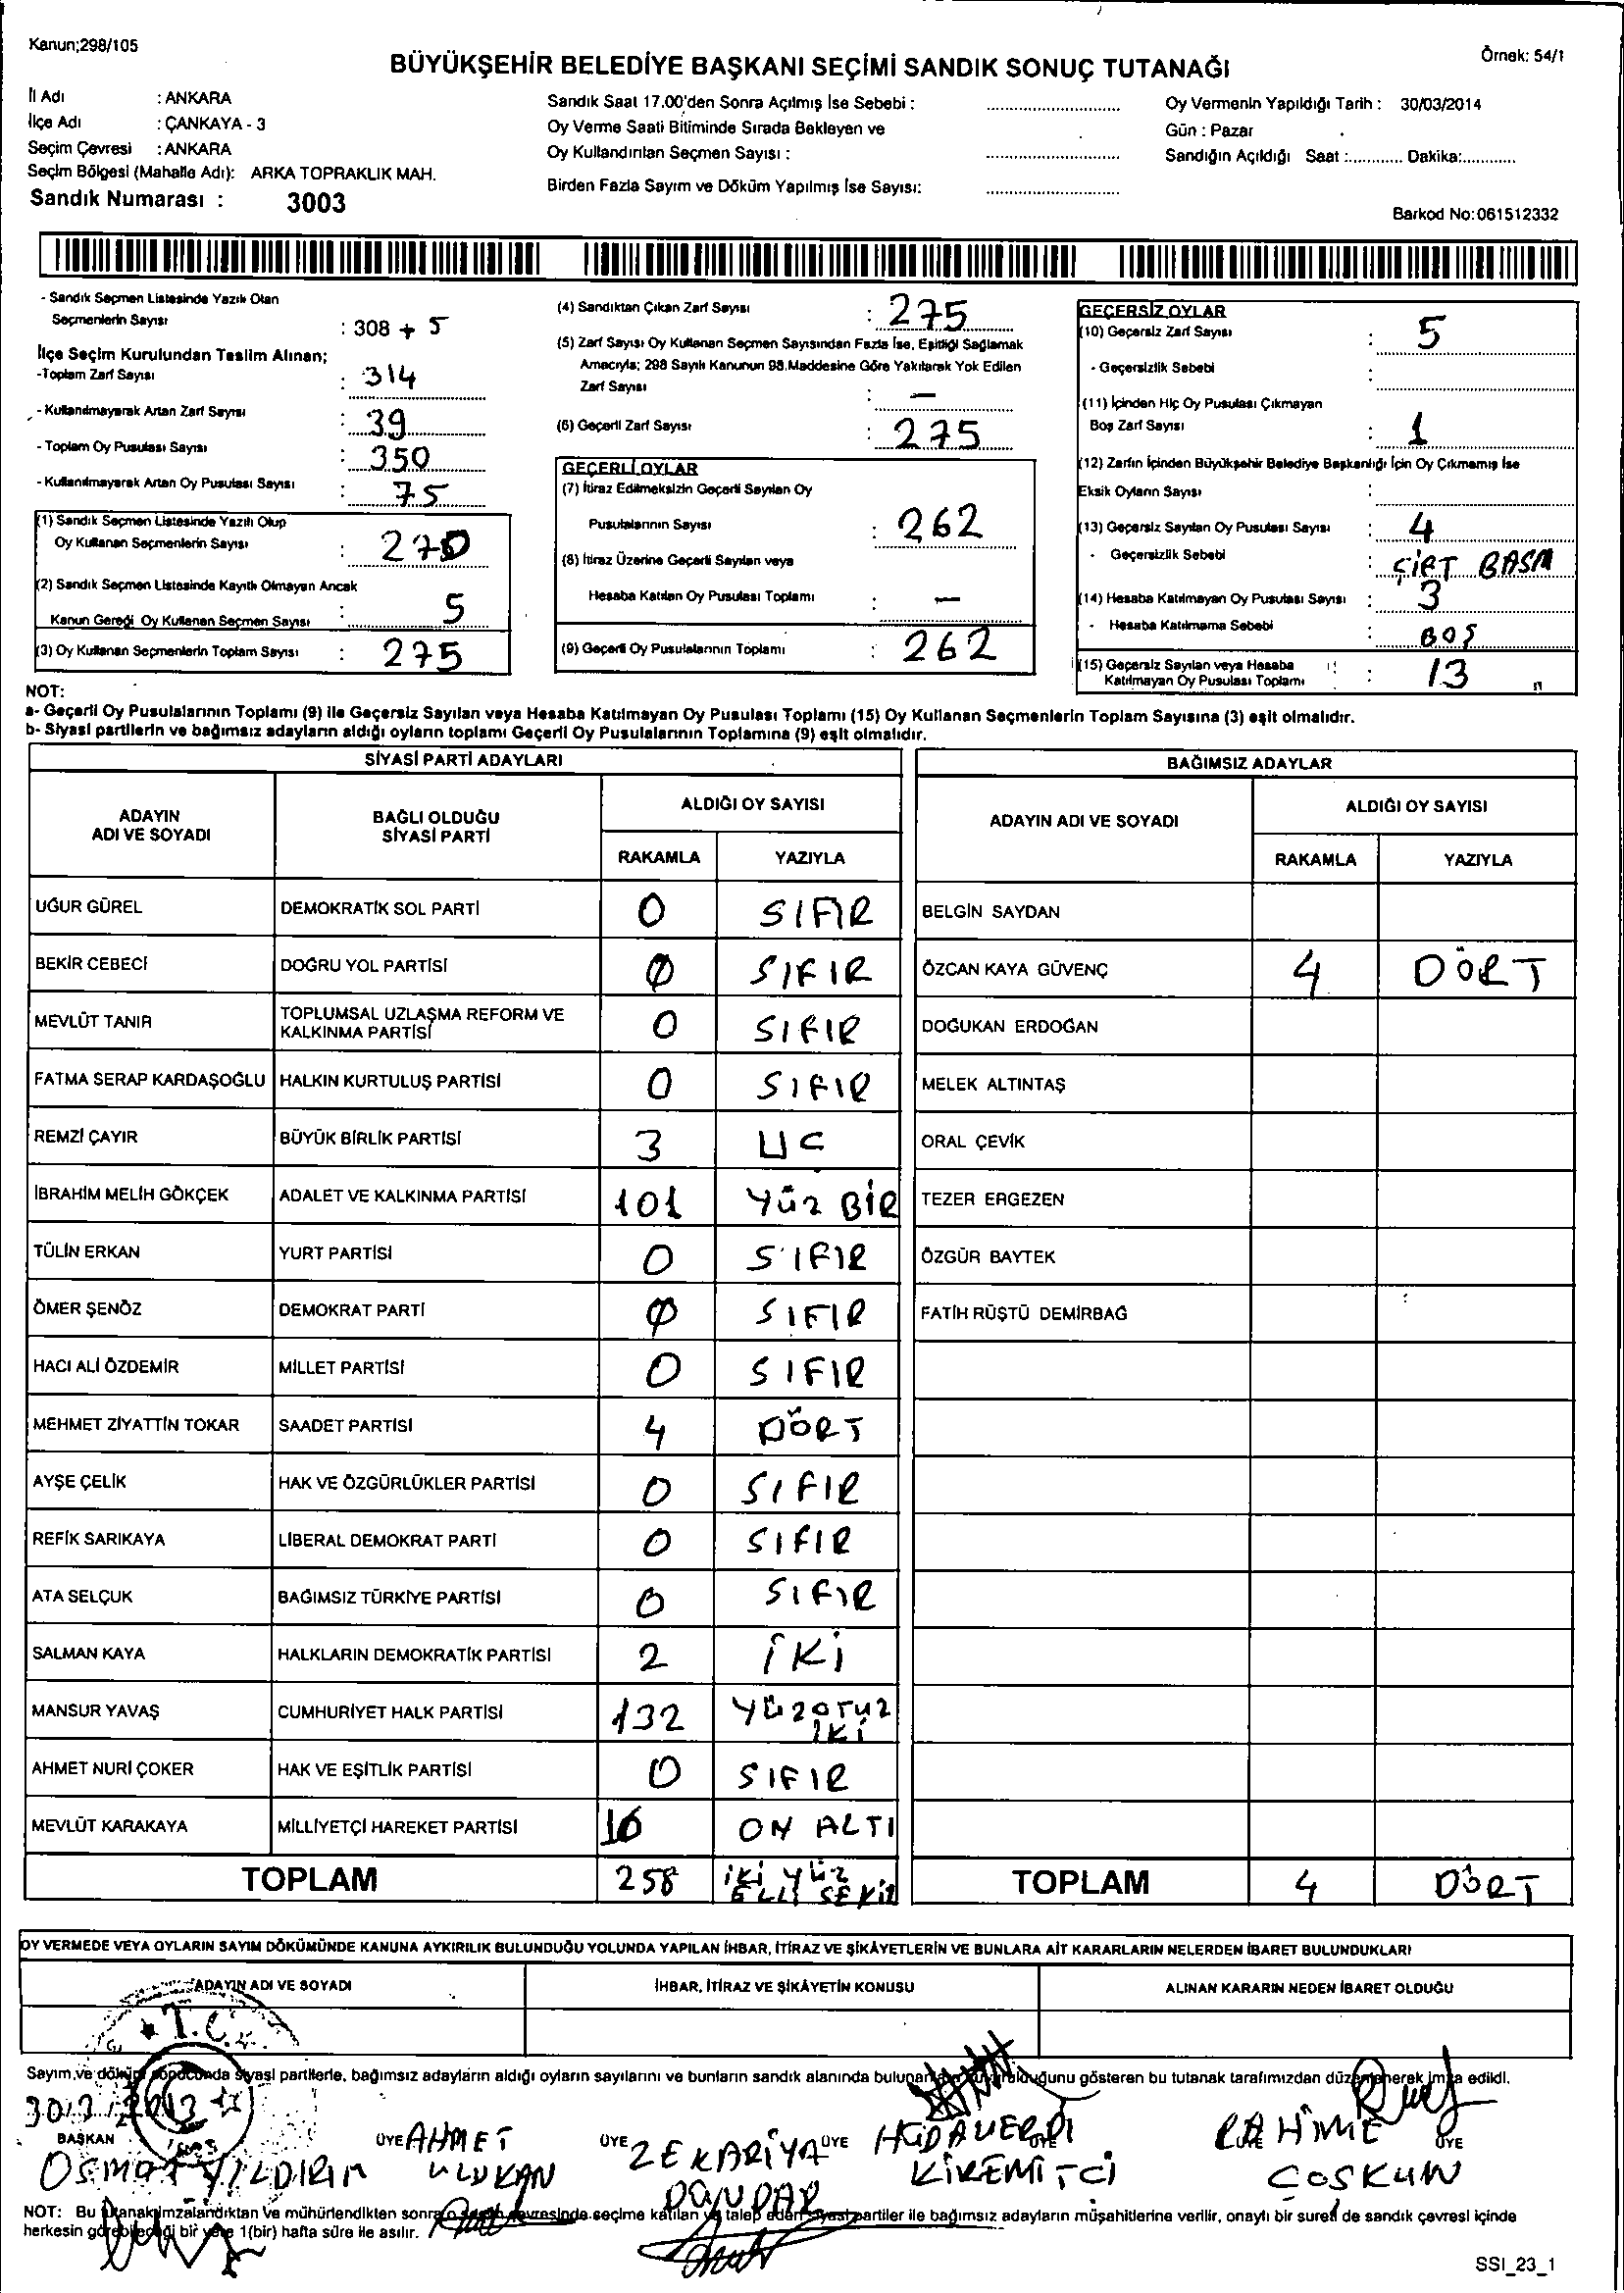 Kanun;298/105
Örnek: 54/1
BÜYÜKŞEHİR BELEDİYE BAŞKANI SEÇİMİ SANDIK SONUÇ TUTANAĞI
İl Adı : ANKARA
İlçe Adı : ÇANKAYA - 3
Seçim Çevresi : ANKARA
Seçim Bölgesi (Mahalle Adı): ARKA TOPRAKLIK MAH.
Sandık Numarası : 3003
Sandık Saat 17.00'den Sonra Açılmış İse Sebebi :
Oy Verme Saati Bitiminde Sırada Bekleyen ve
Oy Kullandırılan Seçmen Sayısı :
Birden Fazla Sayım ve Döküm Yapılmış İse Sayısı:
Oy Vermenin Yapıldığı Tarih : 30/03/2014
Gün : Pazar
Sandığın Açıldığı Saat :............ Dakika:............
Barkod No:061512332
- Sandık Seçmen Listesinde Yazılı Olan
Seçmenlerin Sayısı : 308 + 5
İlçe Seçim Kurulundan Teslim Alınan;
-Toplam Zarf Sayısı : 314
- Kullanılmayarak Artan Zarf Sayısı : 39
- Toplam Oy Pusulası Sayısı : 350
- Kullanılmayarak Artan Oy Pusulası Sayısı : 75
(1) Sandık Seçmen Listesinde Yazılı Olup
Oy Kullanan Seçmenlerin Sayısı : 270
(2) Sandık Seçmen Listesinde Kayıtlı Olmayan Ancak
Kanun Gereği Oy Kullanan Seçmen Sayısı : 5
(3) Oy Kullanan Seçmenlerin Toplam Sayısı : 275
(4) Sandıktan Çıkan Zarf Sayısı : 275
(5) Zarf Sayısı Oy Kullanan Seçmen Sayısından Fazla İse, Eşitliği Sağlamak
Amacıyla; 298 Sayılı Kanunun 98.Maddesine Göre Yakılarak Yok Edilen
Zarf Sayısı : —
(6) Geçerli Zarf Sayısı : 275
GEÇERLİ OYLAR
(7) İtiraz Edilmeksizin Geçerli Sayılan Oy
Pusulalarının Sayısı : 262
(8) İtiraz Üzerine Geçerli Sayılan veya
Hesaba Katılan Oy Pusulası Toplamı : —
(9) Geçerli Oy Pusulalarının Toplamı : 262
GEÇERSİZ OYLAR
(10) Geçersiz Zarf Sayısı : 5
- Geçersizlik Sebebi :
(11) İçinden Hiç Oy Pusulası Çıkmayan
Boş Zarf Sayısı : 1
(12) Zarfın İçinden Büyükşehir Belediye Başkanlığı İçin Oy Çıkmamış İse
Eksik Oyların Sayısı :
(13) Geçersiz Sayılan Oy Pusulası Sayısı : 4
- Geçersizlik Sebebi : ÇİFT BASM
(14) Hesaba Katılmayan Oy Pusulası Sayısı : 3
- Hesaba Katılmama Sebebi : BOŞ
(15) Geçersiz Sayılan veya Hesaba
Katılmayan Oy Pusulası Toplamı : 13
NOT:
a- Geçerli Oy Pusulalarının Toplamı (9) ile Geçersiz Sayılan veya Hesaba Katılmayan Oy Pusulası Toplamı (15) Oy Kullanan Seçmenlerin Toplam Sayısına (3) eşit olmalıdır.
b- Siyasi partilerin ve bağımsız adayların aldığı oyların toplamı Geçerli Oy Pusulalarının Toplamına (9) eşit olmalıdır.
SİYASİ PARTİ ADAYLARI
ADAYIN ADI VE SOYADI
BAĞLI OLDUĞU SİYASİ PARTİ
ALDIĞI OY SAYISI
RAKAMLA YAZIYLA
UĞUR GÜREL DEMOKRATİK SOL PARTİ 0 SIFIR
BEKİR CEBECİ DOĞRU YOL PARTİSİ 0 SIFIR
MEVLÜT TANIR TOPLUMSAL UZLAŞMA REFORM VE KALKINMA PARTİSİ 0 SIFIR
FATMA SERAP KARDAŞOĞLU HALKIN KURTULUŞ PARTİSİ 0 SIFIR
REMZİ ÇAYIR BÜYÜK BİRLİK PARTİSİ 3 UC
İBRAHİM MELİH GÖKÇEK ADALET VE KALKINMA PARTİSİ 101 YÜZ BİR
TÜLİN ERKAN YURT PARTİSİ 0 SIFIR
ÖMER ŞENÖZ DEMOKRAT PARTİ 0 SIFIR
HACI ALİ ÖZDEMİR MİLLET PARTİSİ 0 SIFIR
MEHMET ZİYATTİN TOKAR SAADET PARTİSİ 4 DÖRT
AYŞE ÇELİK HAK VE ÖZGÜRLÜKLER PARTİSİ 0 SIFIR
REFİK SARIKAYA LİBERAL DEMOKRAT PARTİ 0 SIFIR
ATA SELÇUK BAĞIMSIZ TÜRKİYE PARTİSİ 0 SIFIR
SALMAN KAYA HALKLARIN DEMOKRATİK PARTİSİ 2 İKİ
MANSUR YAVAŞ CUMHURİYET HALK PARTİSİ 132 YÜZOTUZ İKİ
AHMET NURİ ÇOKER HAK VE EŞİTLİK PARTİSİ 0 SIFIR
MEVLÜT KARAKAYA MİLLİYETÇİ HAREKET PARTİSİ 16 ON ALTI
TOPLAM 258 İKİ YÜZ ELLİ SEKİZ
BAĞIMSIZ ADAYLAR
ADAYIN ADI VE SOYADI
ALDIĞI OY SAYISI
RAKAMLA YAZIYLA
BELGİN SAYDAN
ÖZCAN KAYA GÜVENÇ 4 DÖRT
DOĞUKAN ERDOĞAN
MELEK ALTINTAŞ
ORAL ÇEVİK
TEZER ERGEZEN
ÖZGÜR BAYTEK
FATİH RÜŞTÜ DEMİRBAĞ
TOPLAM 4 DÖRT
OY VERMEDE VEYA OYLARIN SAYIM DÖKÜMÜNDE KANUNA AYKIRILIK BULUNDUĞU YOLUNDA YAPILAN İHBAR, İTİRAZ VE ŞİKÂYETLERİN VE BUNLARA AİT KARARLARIN NELERDEN İBARET BULUNDUKLARI
ADAYIN ADI VE SOYADI
İHBAR, İTİRAZ VE ŞİKÂYETİN KONUSU
ALINAN KARARIN NEDEN İBARET OLDUĞU
T.C.
Sayım ve döküm sonucunda siyasi partilerle, bağımsız adayların aldığı oyların sayılarını ve bunların sandık alanında bulunan olduğunu gösteren bu tutanak tarafımızdan düzenlenerek imza edildi.
BAŞKAN ÜYE ÜYE ÜYE ÜYE ÜYE
OSMAN YILDIRIM
AHMET ULUKAN
ZEKARİYA
HÜDAVERDİ KİREMİTCİ
RAHİME COSKUN
NOT: Bu tutanak imzalandıktan ve mühürlendikten sonra çevresinde seçime katılan ve talep eden siyasi partiler ile bağımsız adayların müşahitlerine verilir, onaylı bir sureti de sandık çevresi içinde
herkesin görebileceği bir yere 1(bir) hafta süre ile asılır.
SSI_23_1